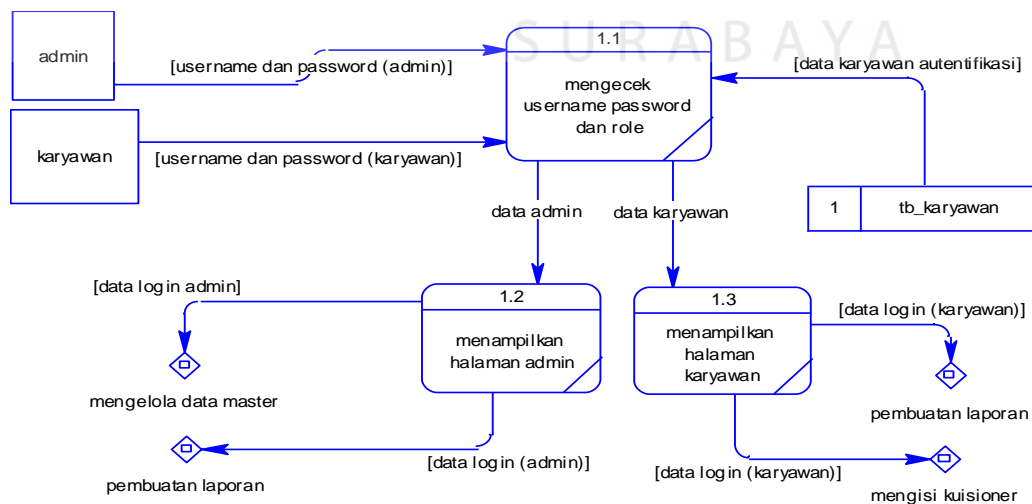 SURABAYA
admin
[username dan password (admin)]
1.1
mengecek
username password
dan role
[data karyawan autentifikasi]
karyawan
[username dan password (karyawan)]
1
tb_karyawan
data admin
data karyawan
[data login admin]
1.2
menampilkan
halaman admin
1.3
menampilkan
halaman
karyawan
[data login (karyawan)]
mengelola data master
pembuatan laporan
[data login (admin)]
pembuatan laporan
[data login (karyawan)]
mengisi kuisioner